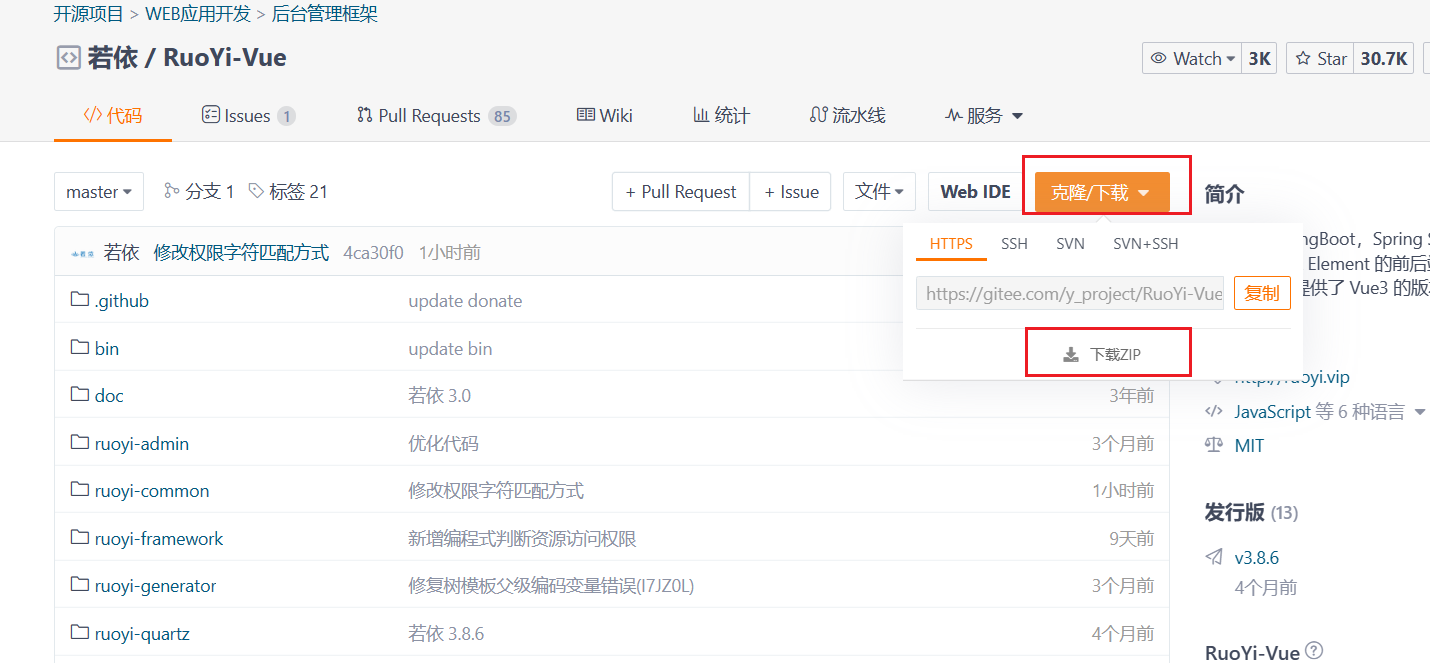 开源项目 > WEB应用开发 > 后台管理框架
若依 / RuoYi-Vue
Watch 3K Star 30.7K
代码 Issues 1 Pull Requests 85 Wiki 统计 流水线 服务
master 分支 1 标签 21 + Pull Request + Issue 文件 Web IDE 克隆/下载
简介
HTTPS SSH SVN SVN+SSH
https://gitee.com/y_project/RuoYi-Vue 复制
下载ZIP
若依 修改权限字符匹配方式 4ca30f0 1小时前
.github update donate
bin update bin
doc 若依 3.0 3年前
ruoyi-admin 优化代码 3个月前
ruoyi-common 修改权限字符匹配方式 1小时前
ruoyi-framework 新增编程式判断资源访问权限 9天前
ruoyi-generator 修复树模板父级编码变量错误(I7JZ0L) 3个月前
ruoyi-quartz 若依 3.8.6 4个月前
ngBoot，Spring
Element 的前后
提供了 Vue3 的版
http://ruoyi.vip
JavaScript 等 6 种语言
MIT
发行版 (13)
v3.8.6
4个月前
RuoYi-Vue